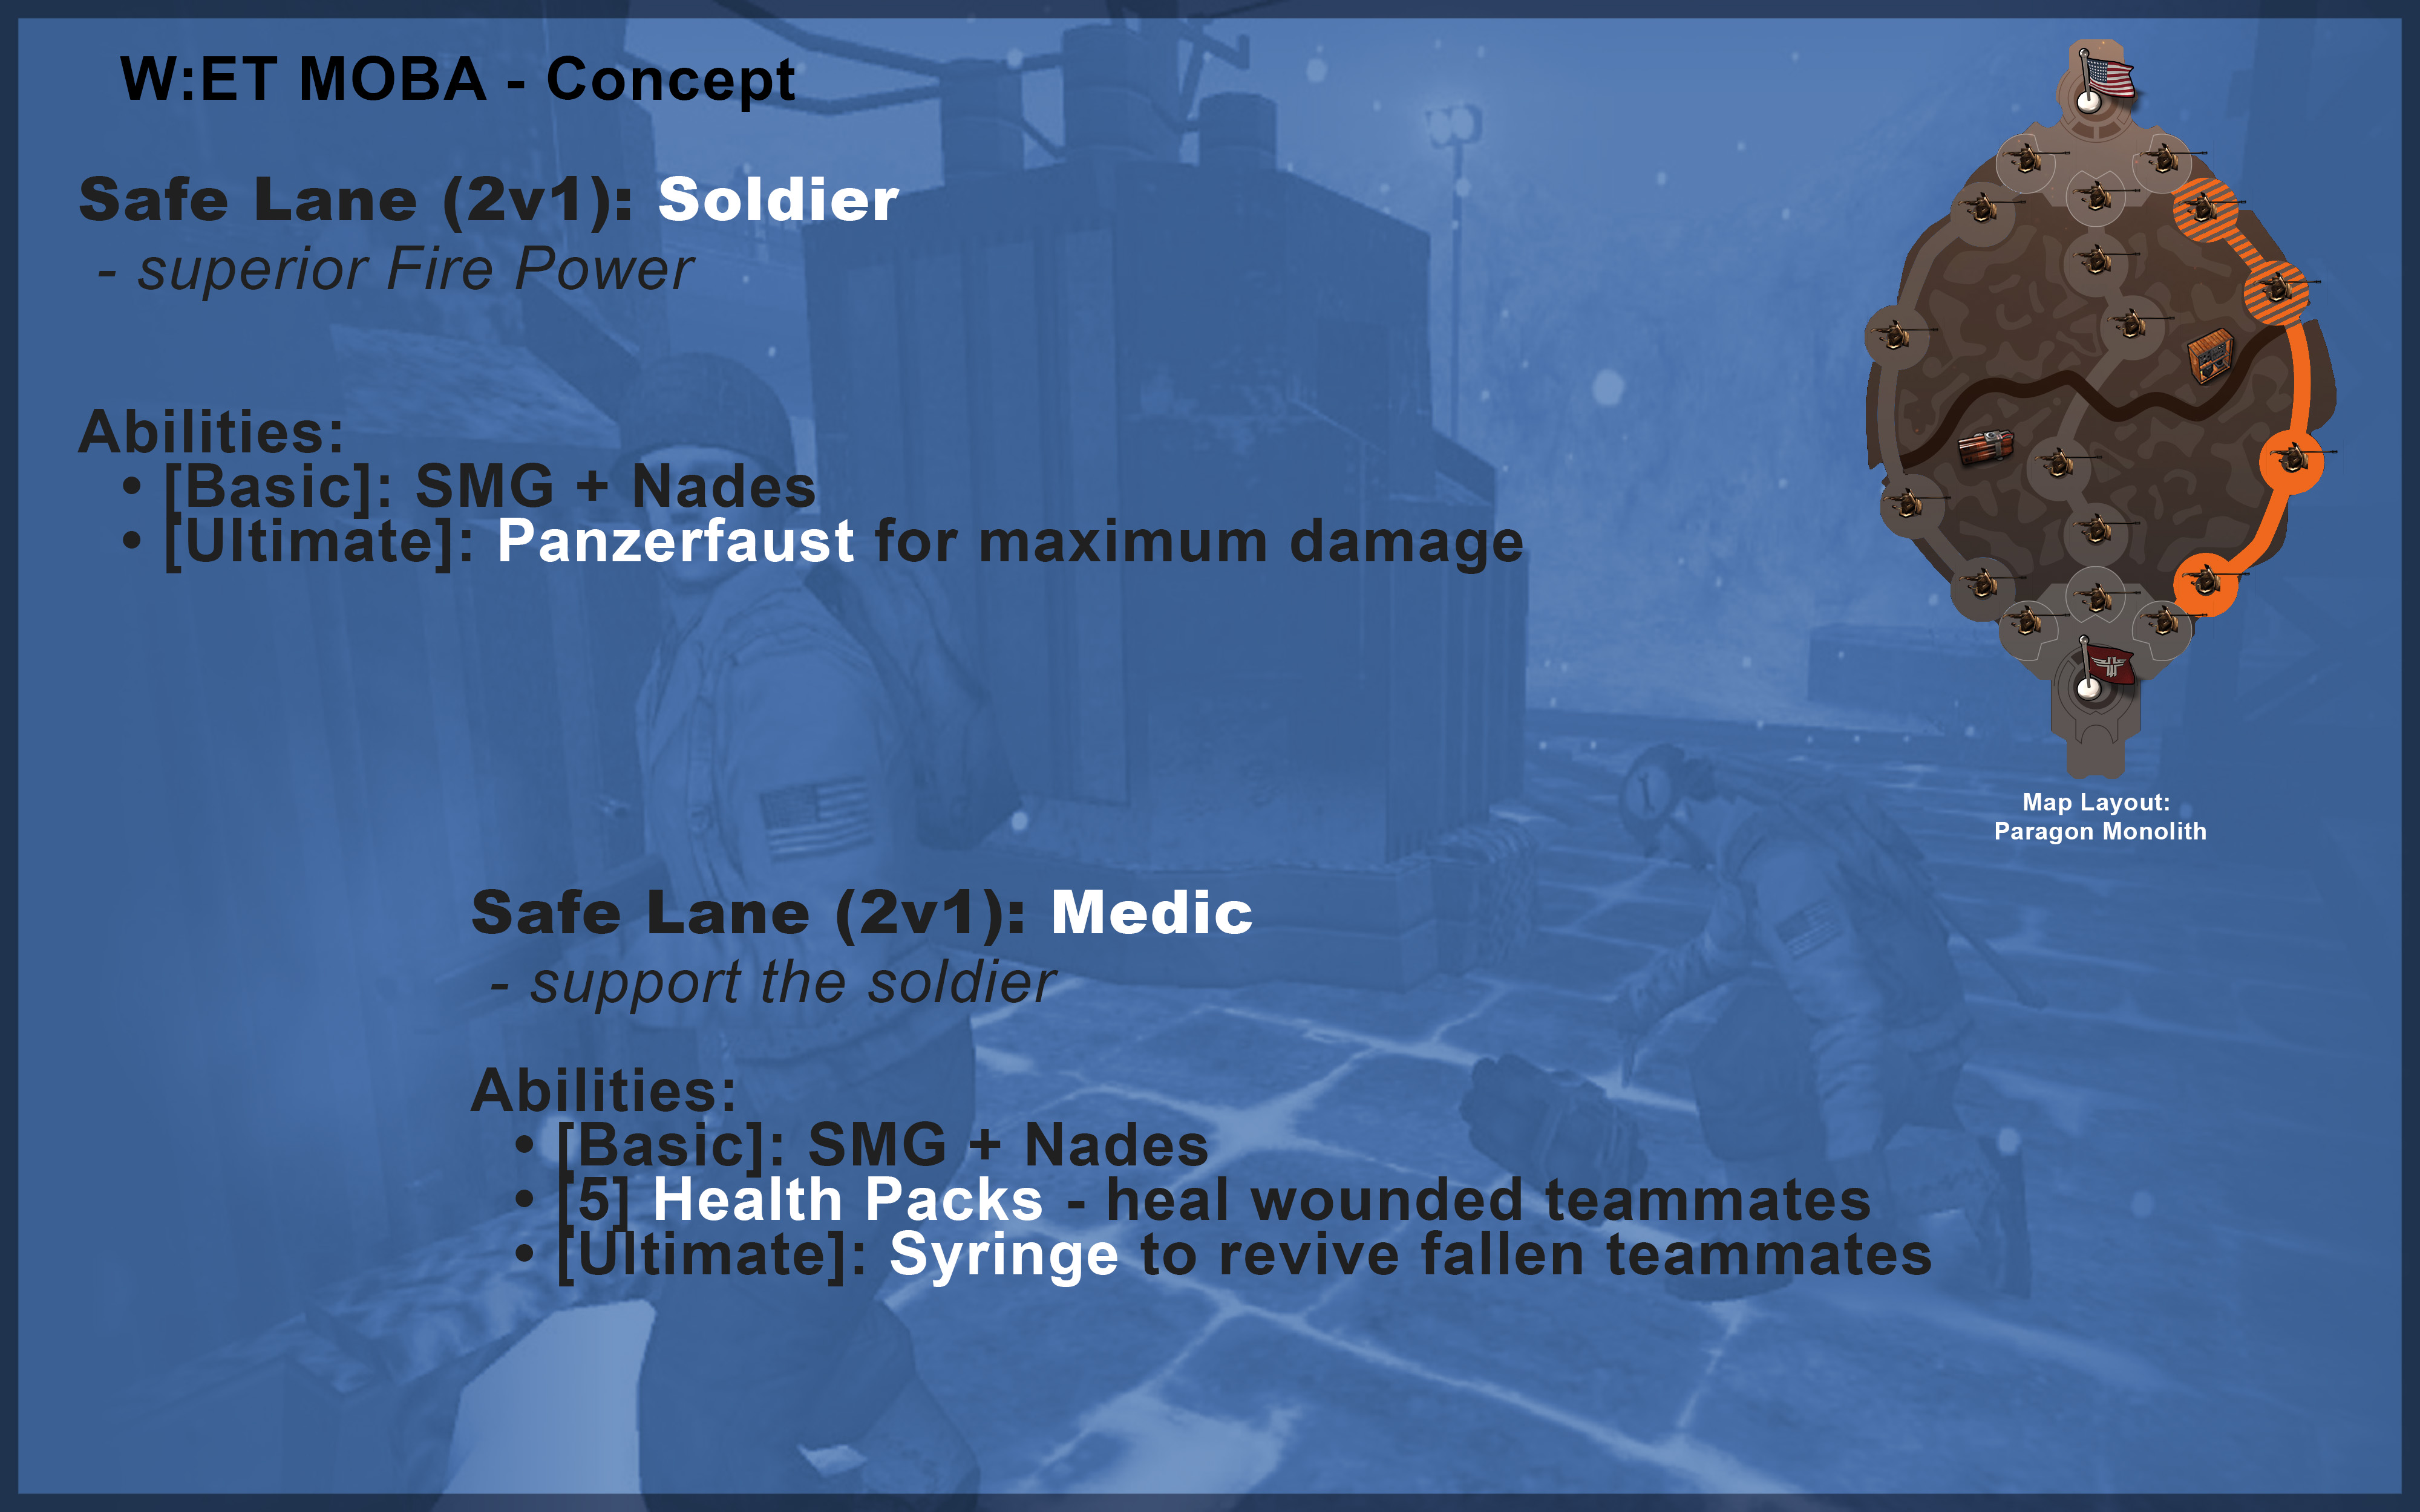 W:ET MOBA - Concept
Safe Lane (2v1): Soldier
- superior Fire Power
Abilities:
• [Basic]: SMG + Nades
• [Ultimate]: Panzerfaust for maximum damage
Map Layout:
Paragon Monolith
Safe Lane (2v1): Medic
- support the soldier
Abilities:
• [Basic]: SMG + Nades
• [5] Health Packs - heal wounded teammates
• [Ultimate]: Syringe to revive fallen teammates